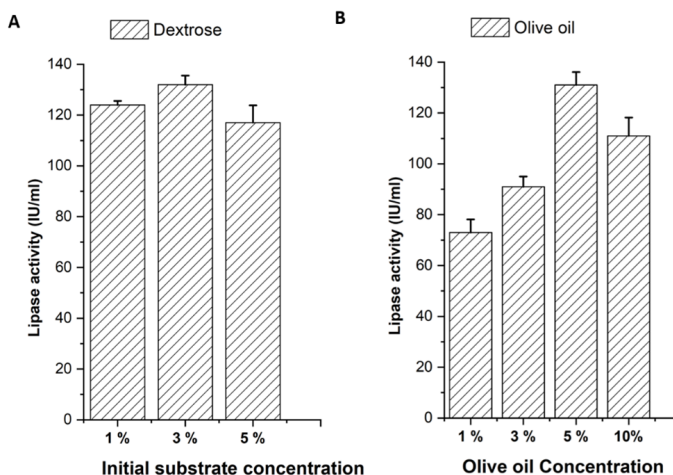 A
Dextrose
140
120
100
80
60
40
20
0
Lipase activity (IU/ml)
1 %
3 %
5 %
Initial substrate concentration
B
Olive oil
140
120
100
80
60
40
20
0
Lipase activity (IU/ml)
1 %
3 %
5 %
10%
Olive oil Concentration